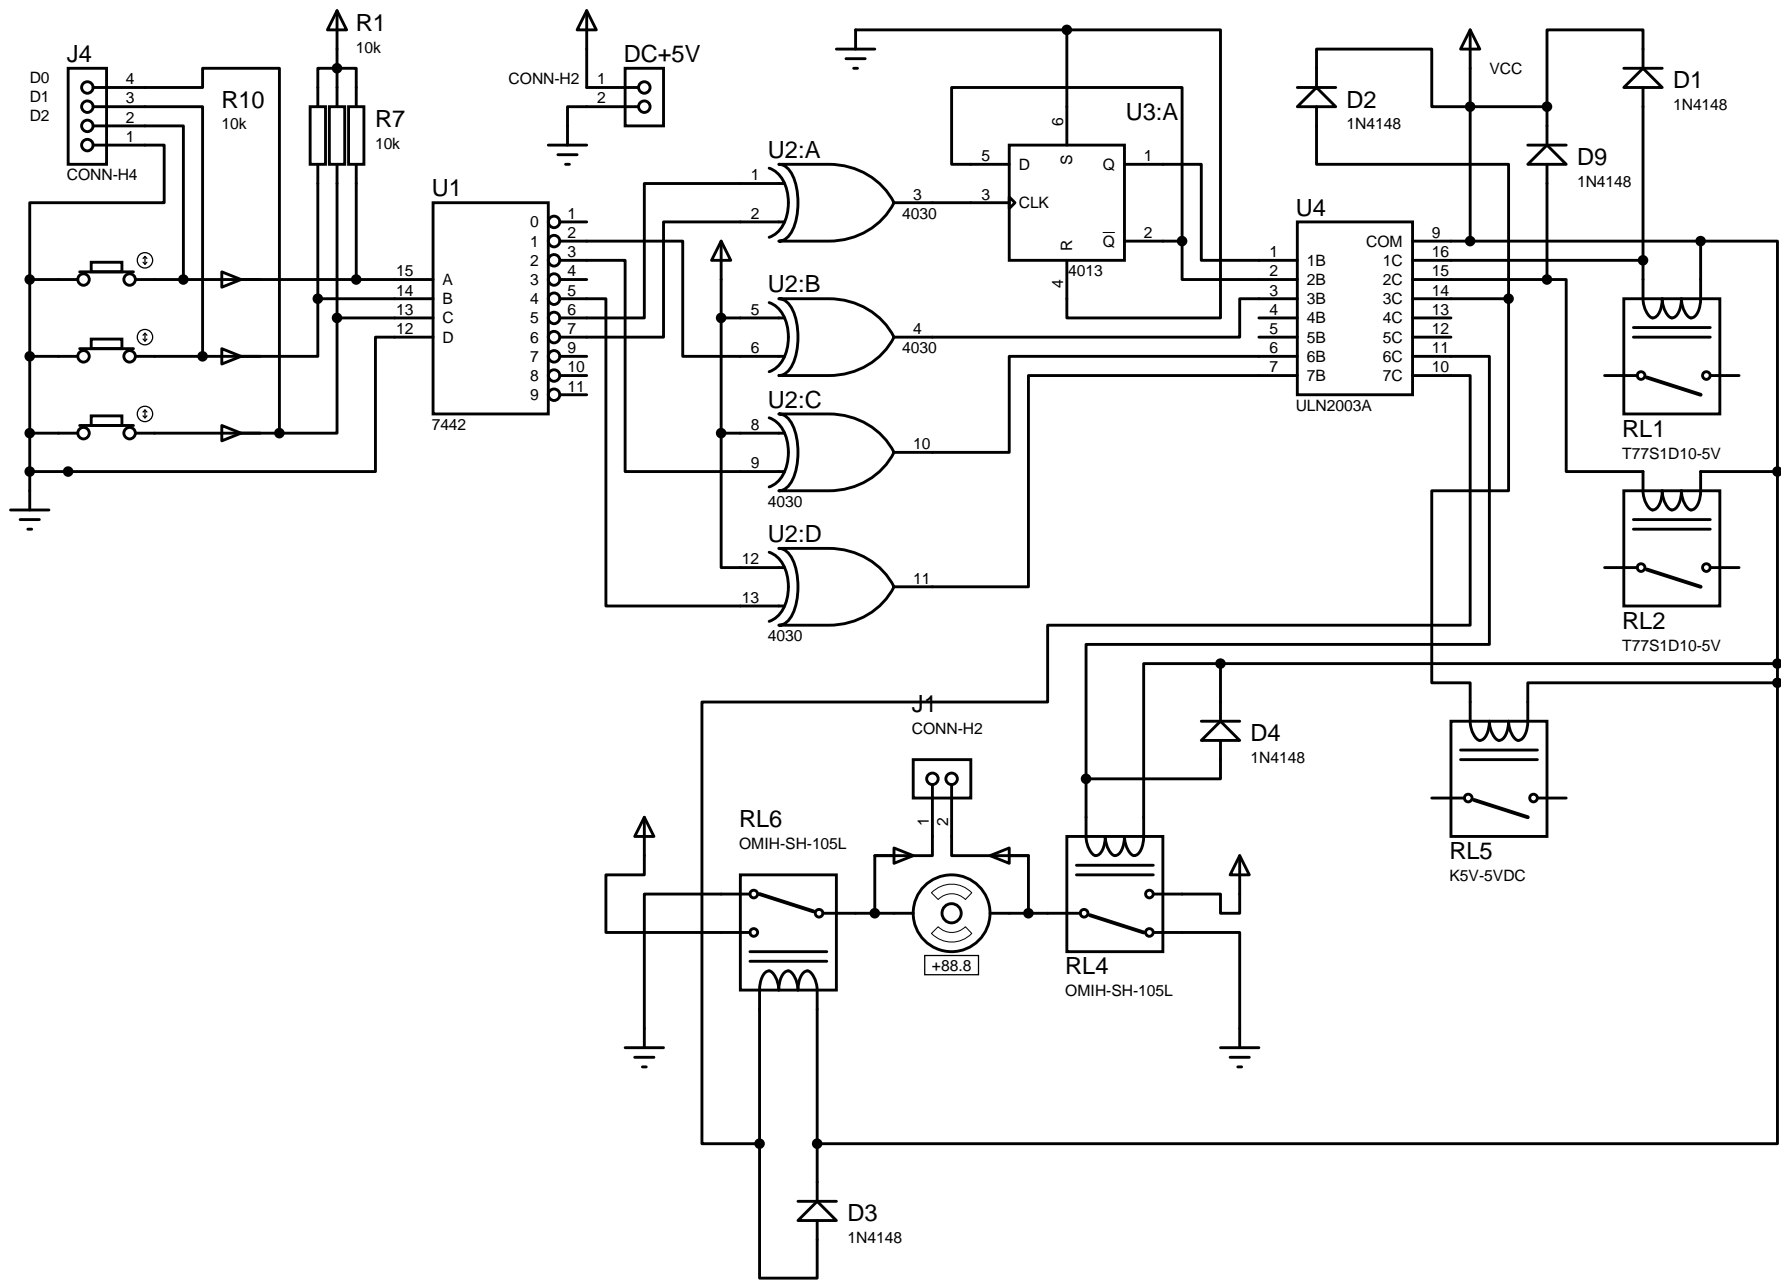 J4
D0
D1
D2
4
3
2
1
CONN-H4
R1
10k
R10
10k
R7
10k
CONN-H2
1
2
DC+5V
U1
15
14
13
12
A
B
C
D
0
1
2
3
4
5
6
7
8
9
1
2
3
4
5
6
7
9
10
11
7442
U2:A
1
2
3
4030
U2:B
5
6
4
4030
U2:C
8
9
10
4030
U2:D
12
13
11
4030
U3:A
5
3
D
CLK
S
R
Q
Q
6
4
1
2
4013
U4
1
2
3
4
5
6
7
1B
2B
3B
4B
5B
6B
7B
COM
1C
2C
3C
4C
5C
6C
7C
9
16
15
14
13
12
11
10
ULN2003A
VCC
D2
1N4148
D1
1N4148
D9
1N4148
RL1
T77S1D10-5V
RL2
T77S1D10-5V
RL5
K5V-5VDC
D4
1N4148
J1
CONN-H2
1
2
RL6
OMIH-SH-105L
+88.8
RL4
OMIH-SH-105L
D3
1N4148